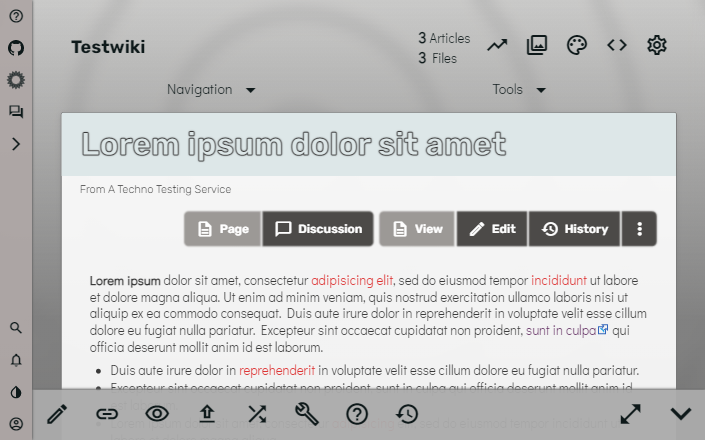 Testwiki
3 Articles
3 Files
Navigation
Tools
Lorem ipsum dolor sit amet
From A Techno Testing Service
Page
Discussion
View
Edit
History
Lorem ipsum dolor sit amet, consectetur adipisicing elit, sed do eiusmod tempor incididunt ut labore
et dolore magna aliqua. Ut enim ad minim veniam, quis nostrud exercitation ullamco laboris nisi ut
aliquip ex ea commodo consequat. Duis aute irure dolor in reprehenderit in voluptate velit esse cillum
dolore eu fugiat nulla pariatur. Excepteur sint occaecat cupidatat non proident, sunt in culpa qui
officia deserunt mollit anim id est laborum.
• Duis aute irure dolor in reprehenderit in voluptate velit esse cillum dolore eu fugiat nulla pariatur.
• Excepteur sint occaecat cupidatat non proident, sunt in culpa qui officia deserunt mollit anim id